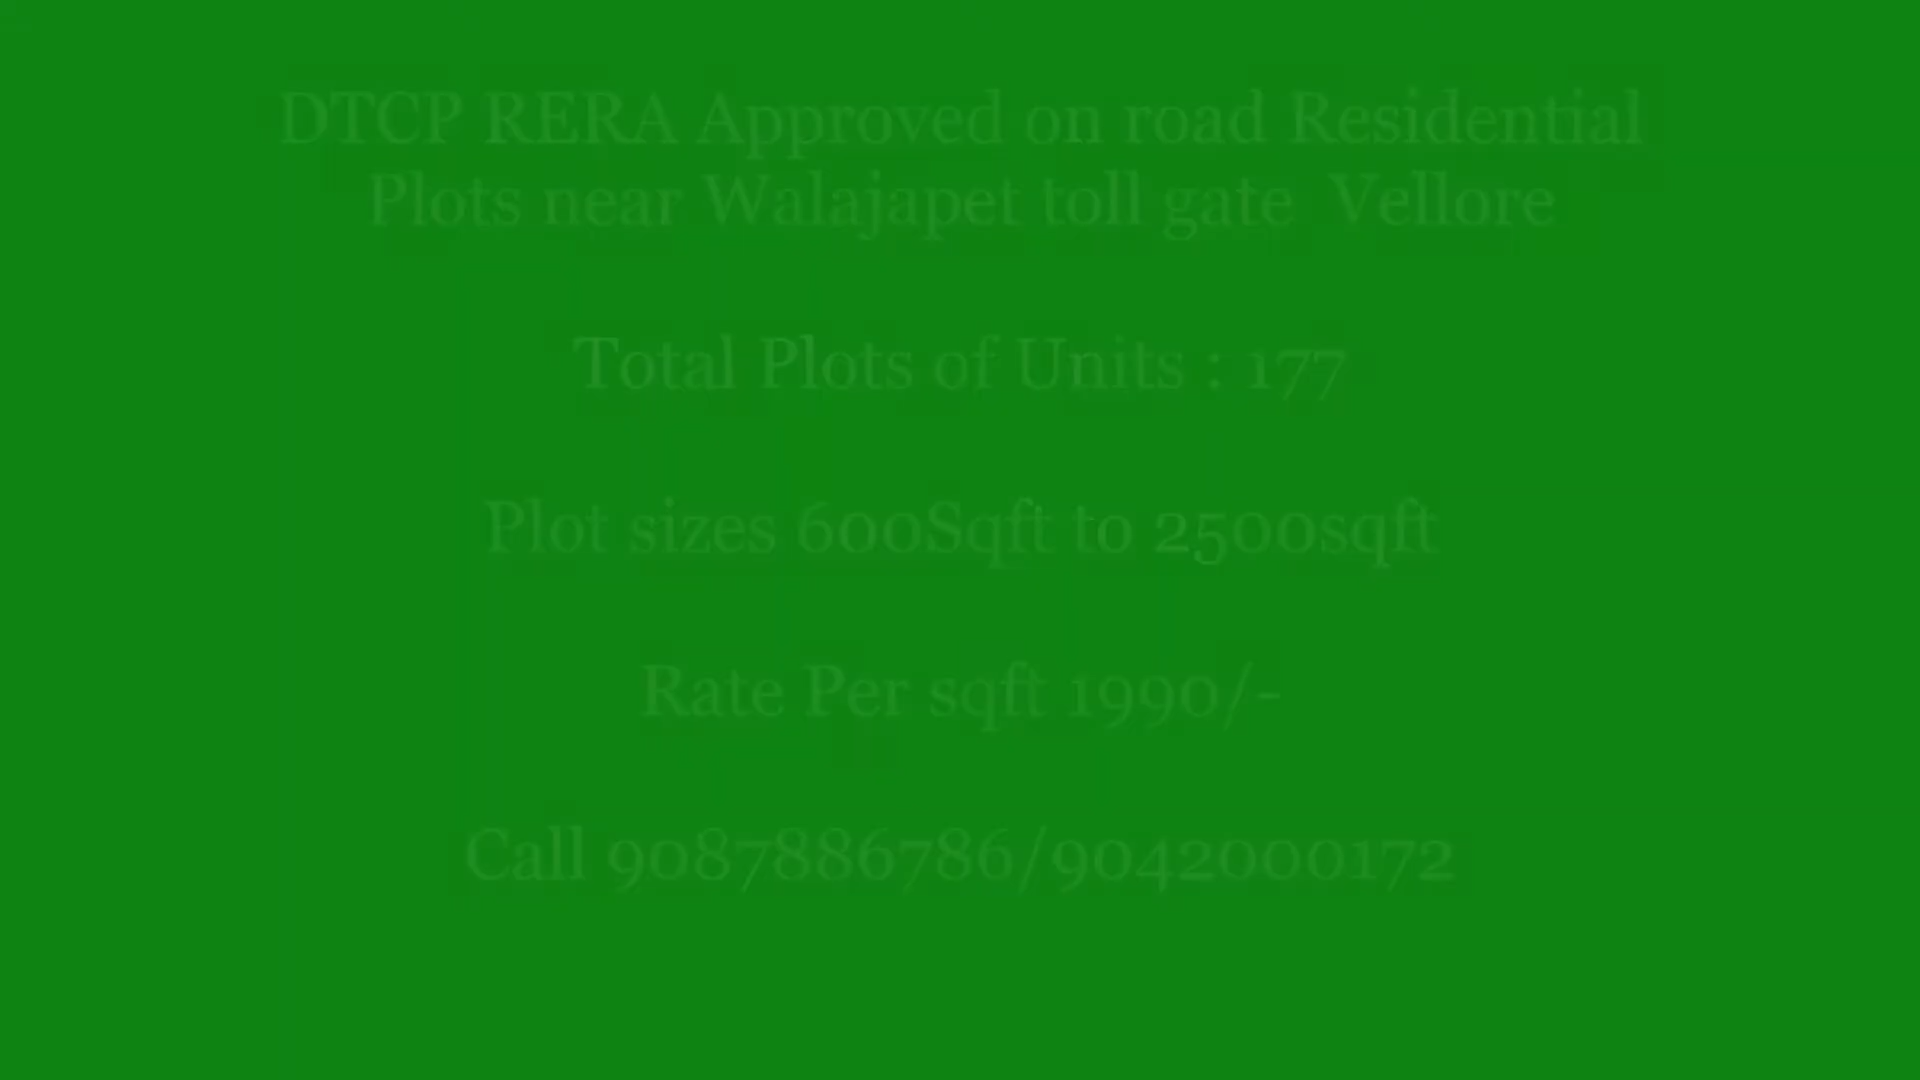 DTCP RERA Approved on road Residential
Plots near Walajapet toll gate  Vellore
Total Plots of Units : 177
Plot sizes 600Sqft to 2500sqft
Rate Per sqft 1990/-
Call 9087886786/9042000172